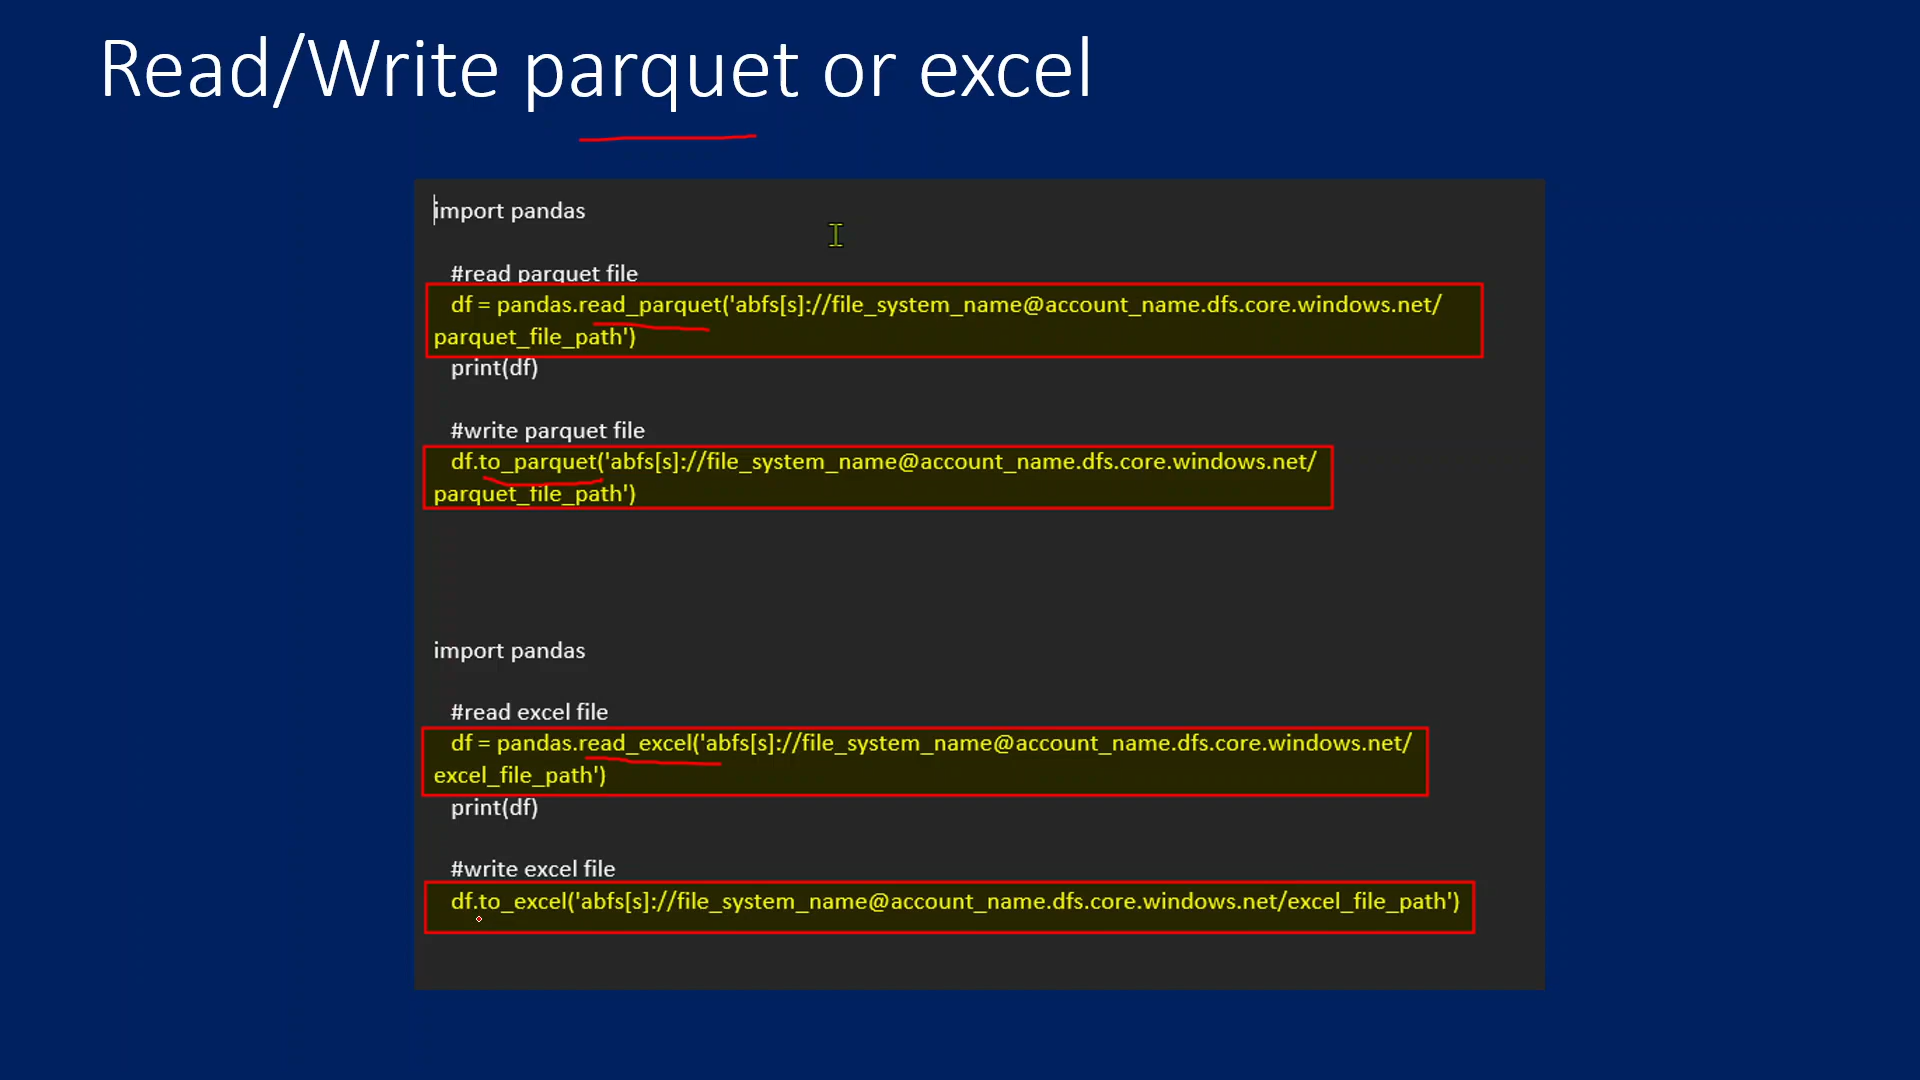 Read/Write parquet or excel
import pandas
#read parquet file
df = pandas.read_parquet('abfs[s]://file_system_name@account_name.dfs.core.windows.net/
parquet_file_path')
print(df)
#write parquet file
df.to_parquet('abfs[s]://file_system_name@account_name.dfs.core.windows.net/
parquet_file_path')
import pandas
#read excel file
df = pandas.read_excel('abfs[s]://file_system_name@account_name.dfs.core.windows.net/
excel_file_path')
print(df)
#write excel file
df.to_excel('abfs[s]://file_system_name@account_name.dfs.core.windows.net/excel_file_path')